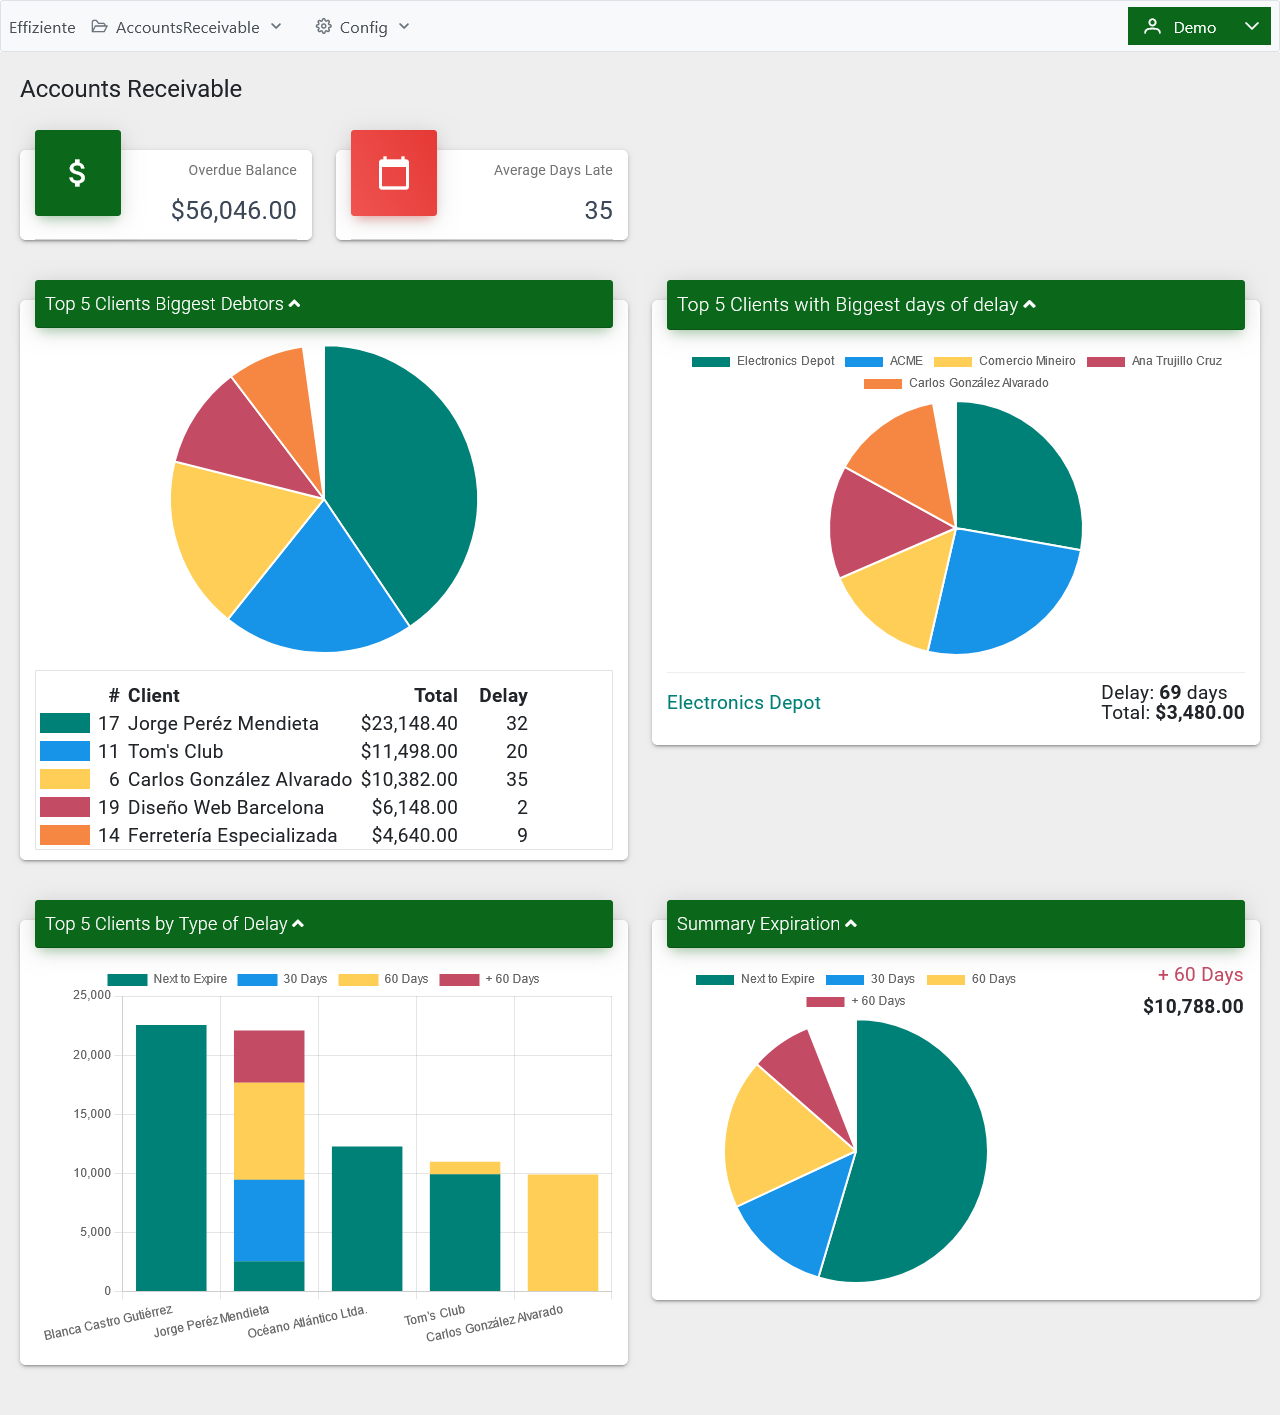 Effiziente AccountsReceivable Config Demo
Accounts Receivable
Overdue Balance
$56,046.00
Average Days Late
35
Top 5 Clients Biggest Debtors
# Client Total Delay
17 Jorge Peréz Mendieta $23,148.40 32
11 Tom's Club $11,498.00 20
6 Carlos González Alvarado $10,382.00 35
19 Diseño Web Barcelona $6,148.00 2
14 Ferretería Especializada $4,640.00 9
Top 5 Clients with Biggest days of delay
Electronics Depot ACME Comercio Mineiro Ana Trujillo Cruz
Carlos González Alvarado
Electronics Depot
Delay: 69 days
Total: $3,480.00
Top 5 Clients by Type of Delay
Next to Expire 30 Days 60 Days + 60 Days
25,000
20,000
15,000
10,000
5,000
0
Blanca Castro Gutiérrez
Jorge Peréz Mendieta
Océano Atlántico Ltda.
Tom's Club
Carlos González Alvarado
Summary Expiration
Next to Expire 30 Days 60 Days
+ 60 Days
+ 60 Days
$10,788.00